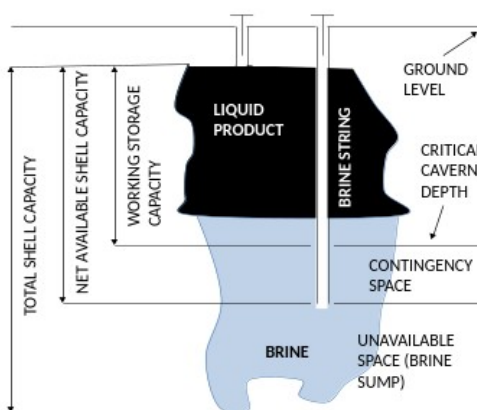 GROUND
LEVEL
LIQUID
PRODUCT
BRINE STRING
CRITICAL
CAVERN
DEPTH
TOTAL SHELL CAPACITY
NET AVAILABLE SHELL CAPACITY
WORKING STORAGE
CAPACITY
CONTINGENCY
SPACE
BRINE
UNAVAILABLE
SPACE (BRINE
SUMP)